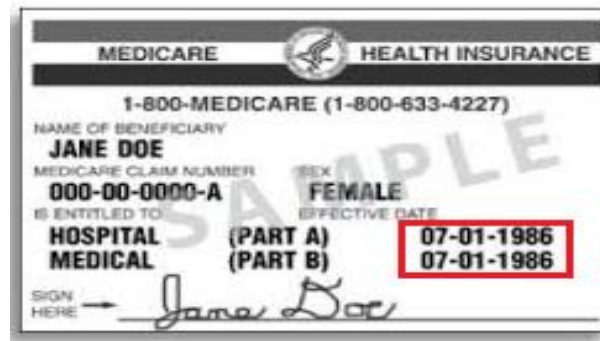 MEDICARE HEALTH INSURANCE
1-800-MEDICARE (1-800-633-4227)
NAME OF BENEFICIARY
JANE DOE
MEDICARE CLAIM NUMBER SEX
000-00-0000-A FEMALE
IS ENTITLED TO EFFECTIVE DATE
HOSPITAL (PART A) 07-01-1986
MEDICAL (PART B) 07-01-1986
SIGN HERE Jane Doe
SAMPLE